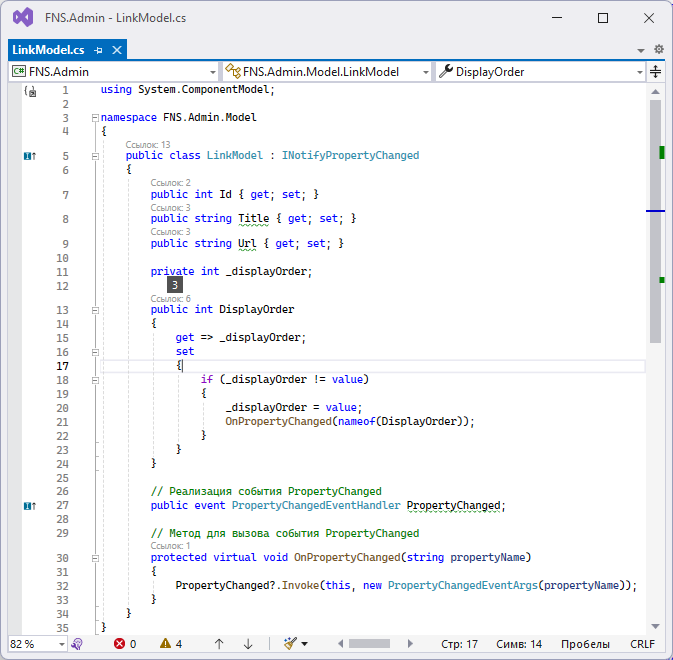 FNS.Admin - LinkModel.cs
LinkModel.cs
C# FNS.Admin
FNS.Admin.Model.LinkModel
DisplayOrder
1 using System.ComponentModel;
2
3 namespace FNS.Admin.Model
4 {
Ссылок: 13
5 public class LinkModel : INotifyPropertyChanged
6 {
Ссылок: 2
7 public int Id { get; set; }
Ссылок: 3
8 public string Title { get; set; }
Ссылок: 3
9 public string Url { get; set; }
10
11 private int _displayOrder;
12
3
Ссылок: 6
13 public int DisplayOrder
14 {
15 get => _displayOrder;
16 set
17 {
18 if (_displayOrder != value)
19 {
20 _displayOrder = value;
21 OnPropertyChanged(nameof(DisplayOrder));
22 }
23 }
24 }
25
26 // Реализация события PropertyChanged
27 public event PropertyChangedEventHandler PropertyChanged;
28
29 // Метод для вызова события PropertyChanged
Ссылок: 1
30 protected virtual void OnPropertyChanged(string propertyName)
31 {
32 PropertyChanged?.Invoke(this, new PropertyChangedEventArgs(propertyName));
33 }
34 }
35 }
82 % 0 4 Стр: 17 Симв: 14 Пробелы CRLF